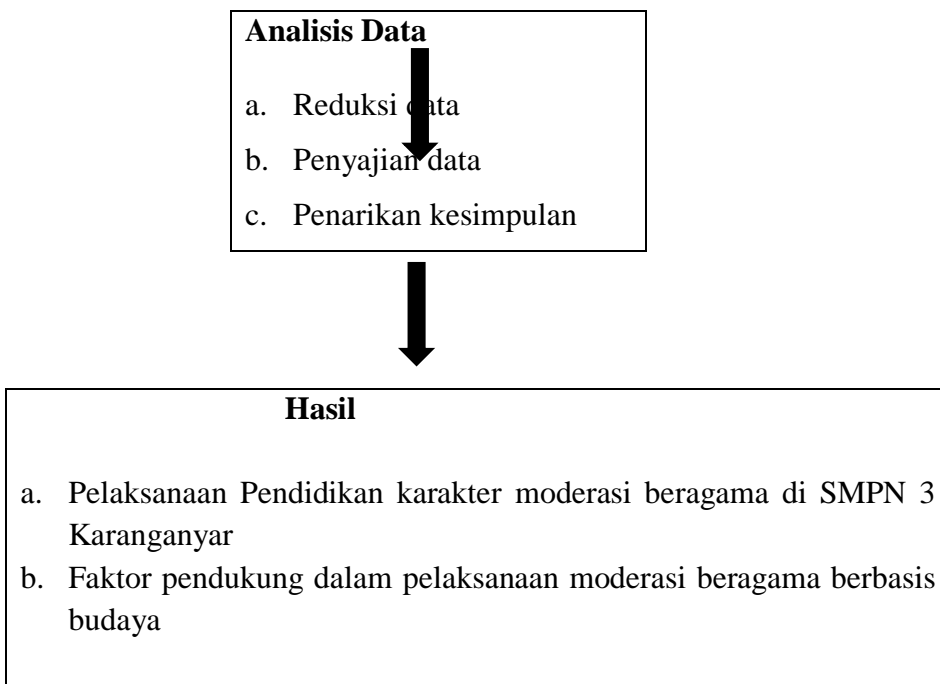 Analisis Data
a. Reduksi data
b. Penyajian data
c. Penarikan kesimpulan
Hasil
a. Pelaksanaan Pendidikan karakter moderasi beragama di SMPN 3
Karanganyar
b. Faktor pendukung dalam pelaksanaan moderasi beragama berbasis
budaya